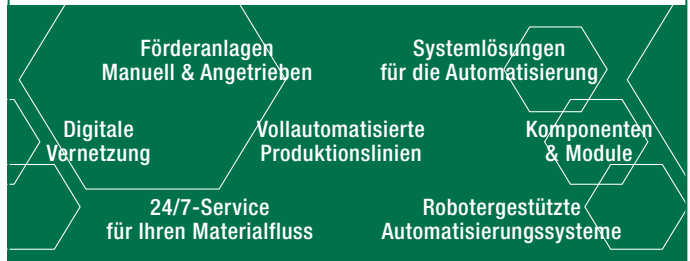 Förderanlagen
Manuell & Angetrieben
Systemlösungen
für die Automatisierung
Digitale
Vernetzung
Vollautomatisierte
Produktionslinien
Komponenten
& Module
24/7-Service
für Ihren Materialfluss
Robotergestützte
Automatisierungssysteme